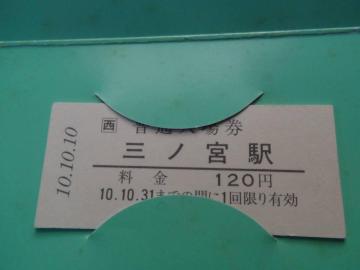 10.10.10
西 普通入場券
三ノ宮駅
料金 120円
10.10.31までの間に1回限り有効